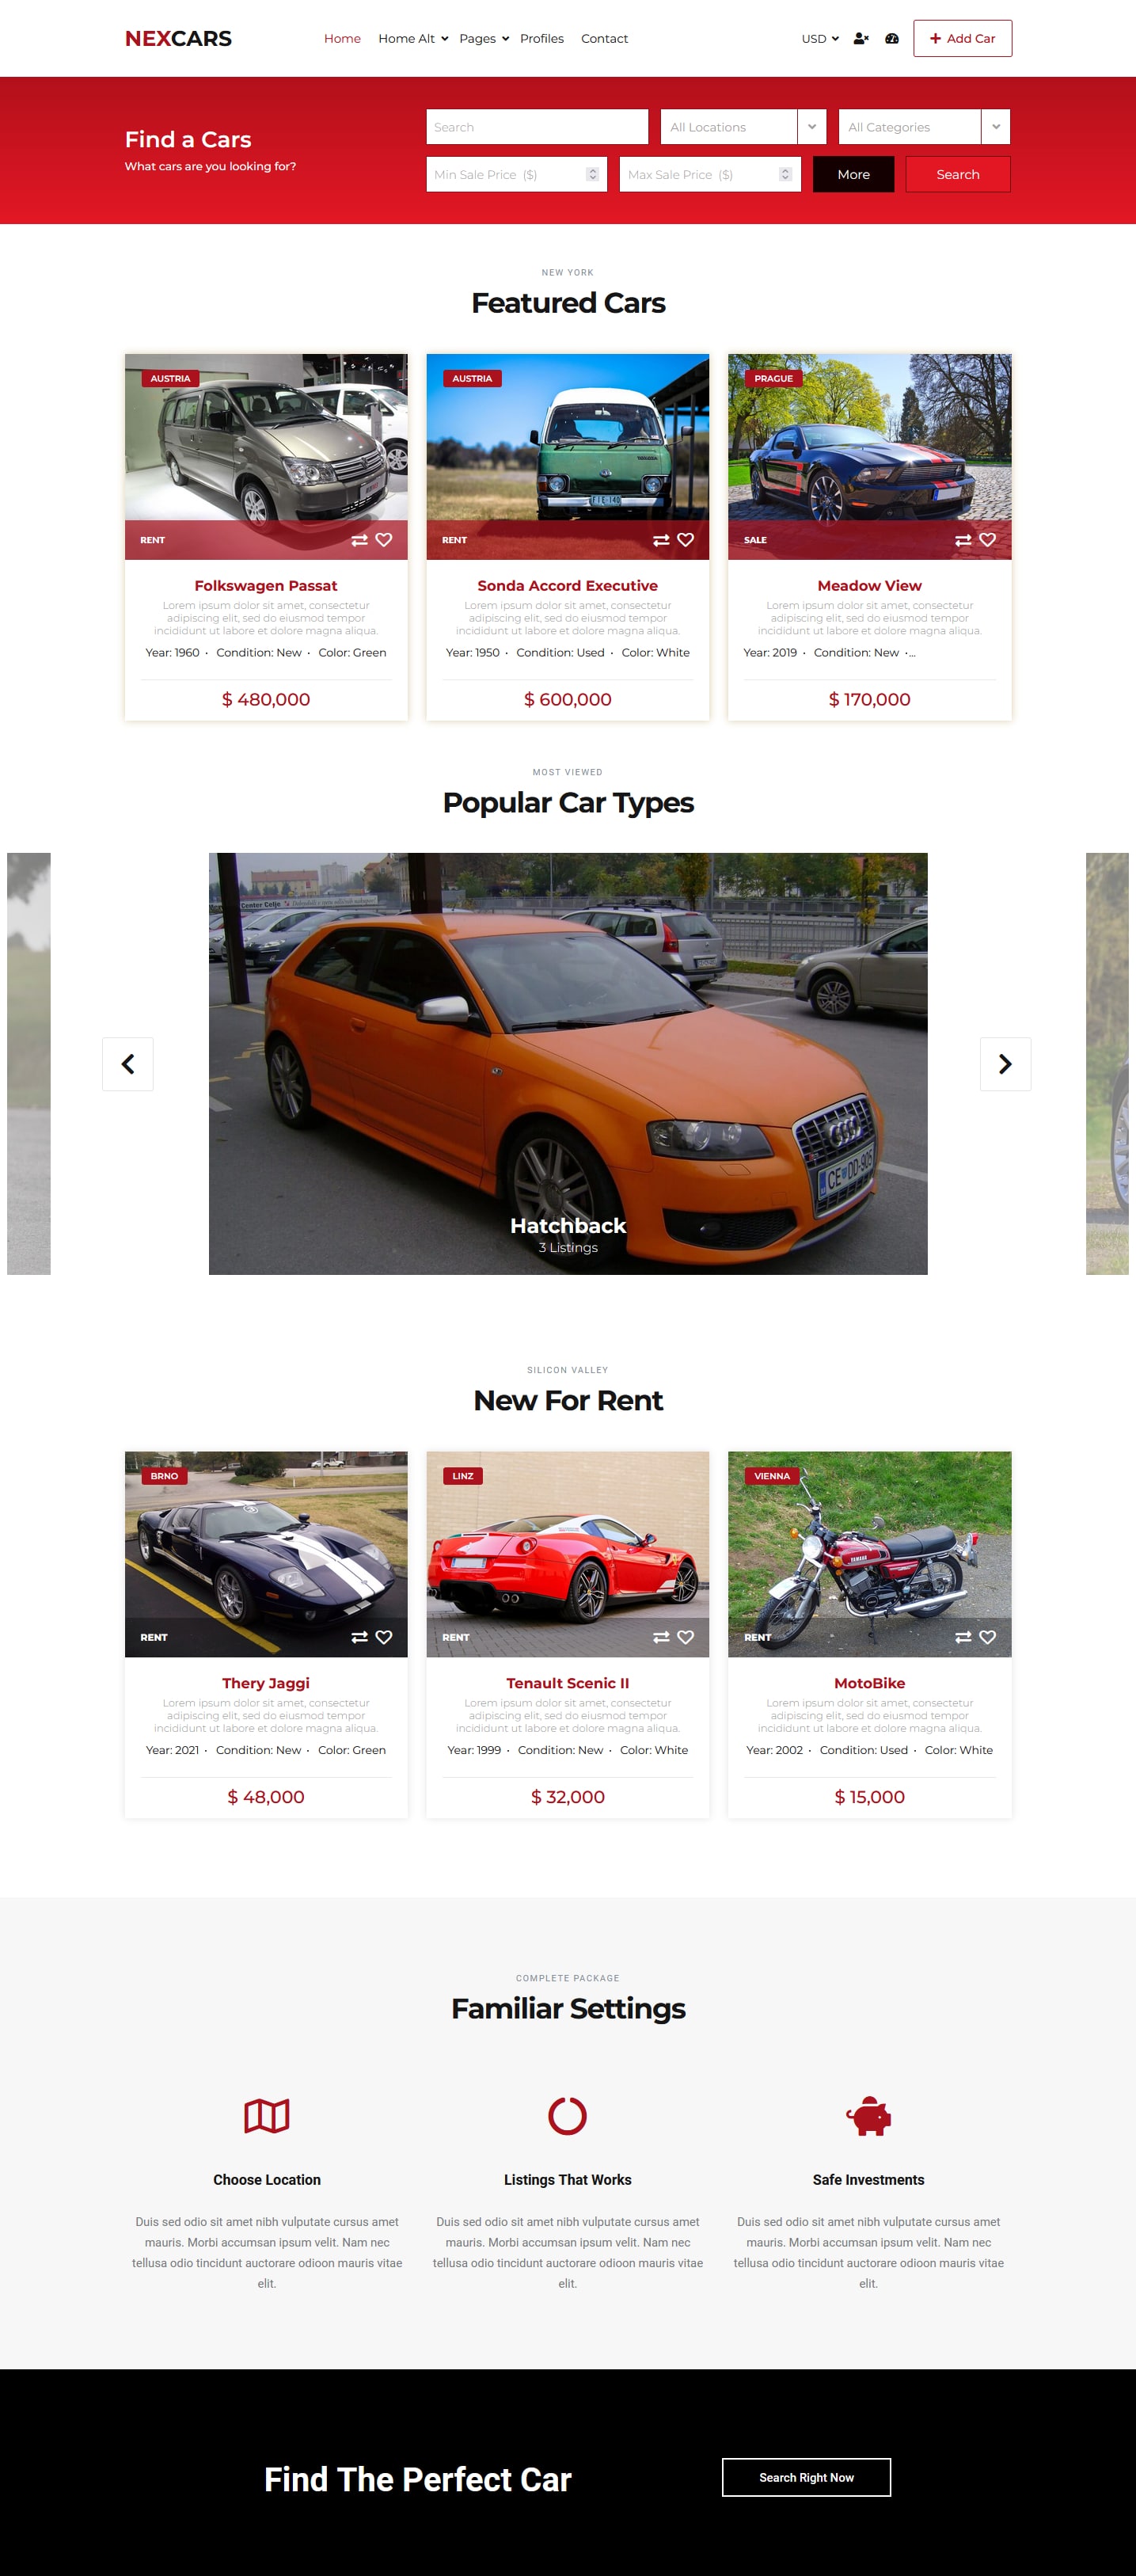 NEXCARS
Home Home Alt Pages Profiles Contact
USD
Add Car
Find a Cars
What cars are you looking for?
Search
All Locations
All Categories
Min Sale Price ($)
Max Sale Price ($)
More
Search
NEW YORK
Featured Cars
AUSTRIA
FIE-140
RENT
Folkswagen Passat
Lorem ipsum dolor sit amet, consectetur
adipiscing elit, sed do eiusmod tempor
incididunt ut labore et dolore magna aliqua.
Year: 1960 · Condition: New · Color: Green
$ 480,000
AUSTRIA
RENT
Sonda Accord Executive
Lorem ipsum dolor sit amet, consectetur
adipiscing elit, sed do eiusmod tempor
incididunt ut labore et dolore magna aliqua.
Year: 1950 · Condition: Used · Color: White
$ 600,000
PRAGUE
SALE
Meadow View
Lorem ipsum dolor sit amet, consectetur
adipiscing elit, sed do eiusmod tempor
incididunt ut labore et dolore magna aliqua.
Year: 2019 · Condition: New ·...
$ 170,000
MOST VIEWED
Popular Car Types
Center Celje
CE DD-905
Hatchback
3 Listings
SILICON VALLEY
New For Rent
BRNO
RENT
Thery Jaggi
Lorem ipsum dolor sit amet, consectetur
adipiscing elit, sed do eiusmod tempor
incididunt ut labore et dolore magna aliqua.
Year: 2021 · Condition: New · Color: Green
$ 48,000
LINZ
RENT
Tenault Scenic II
Lorem ipsum dolor sit amet, consectetur
adipiscing elit, sed do eiusmod tempor
incididunt ut labore et dolore magna aliqua.
Year: 1999 · Condition: New · Color: White
$ 32,000
VIENNA
YAMAHA
RENT
MotoBike
Lorem ipsum dolor sit amet, consectetur
adipiscing elit, sed do eiusmod tempor
incididunt ut labore et dolore magna aliqua.
Year: 2002 · Condition: Used · Color: White
$ 15,000
COMPLETE PACKAGE
Familiar Settings
Choose Location
Duis sed odio sit amet nibh vulputate cursus amet
mauris. Morbi accumsan ipsum velit. Nam nec
tellusa odio tincidunt auctorare odioon mauris vitae
elit.
Listings That Works
Duis sed odio sit amet nibh vulputate cursus amet
mauris. Morbi accumsan ipsum velit. Nam nec
tellusa odio tincidunt auctorare odioon mauris vitae
elit.
Safe Investments
Duis sed odio sit amet nibh vulputate cursus amet
mauris. Morbi accumsan ipsum velit. Nam nec
tellusa odio tincidunt auctorare odioon mauris vitae
elit.
Find The Perfect Car
Search Right Now